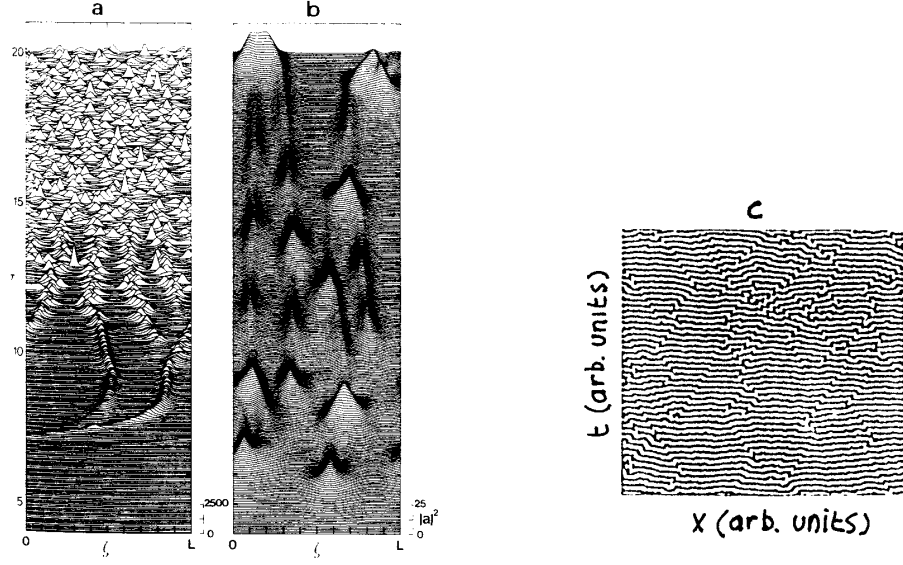 a
b
20
15
τ
10
5
2500
0
25
|a|²
0
0
ζ
L
0
ζ
L
c
t (arb. units)
x (arb. units)